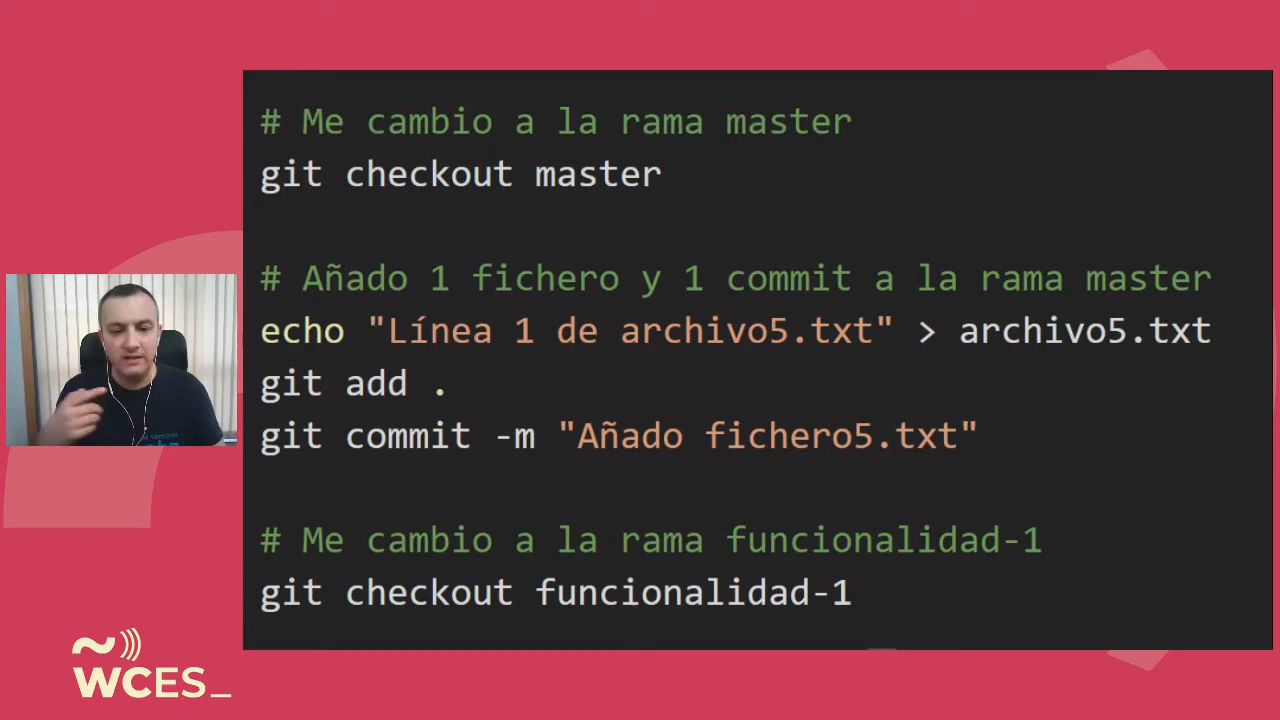 # Me cambio a la rama master
git checkout master
# Añado 1 fichero y 1 commit a la rama master
echo "Línea 1 de archivo5.txt" > archivo5.txt
git add .
git commit -m "Añado fichero5.txt"
# Me cambio a la rama funcionalidad-1
git checkout funcionalidad-1
WCES_